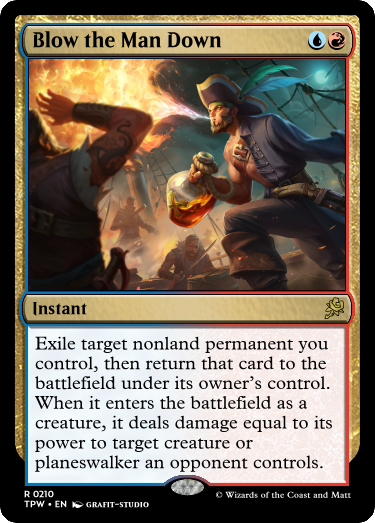 Blow the Man Down
Instant
Exile target nonland permanent you
control, then return that card to the
battlefield under its owner's control.
When it enters the battlefield as a
creature, it deals damage equal to its
power to target creature or
planeswalker an opponent controls.
R 0210
TPW • EN GRAFIT-STUDIO
© Wizards of the Coast and Matt